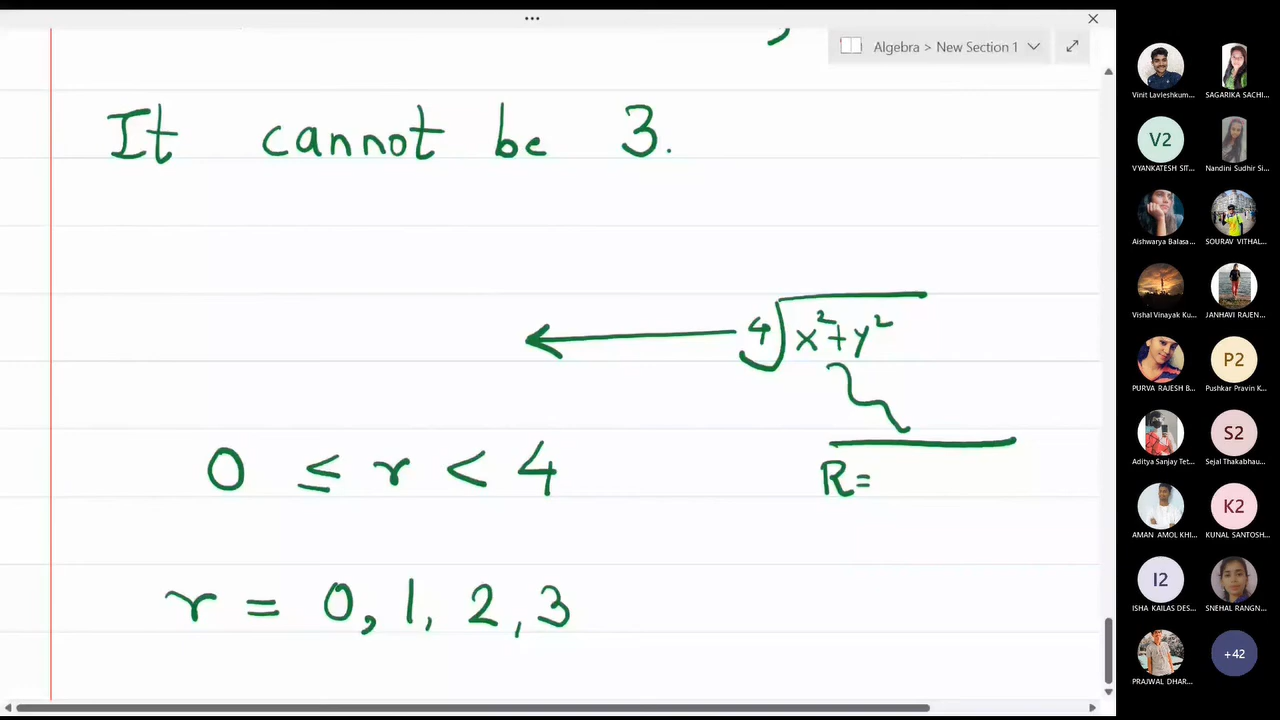 Algebra > New Section 1
It cannot be 3.
4 x²+y²
0 ≤ r < 4
R=
r = 0, 1, 2, 3
Vinit Lavleshkum...
SAGARIKA SACHI...
V2
VYANKATESH SIT...
Nandini Sudhir Si...
Aishwarya Balasa...
SOURAV VITHAL...
Vishal Vinayak Ku...
JANHAVI RAJEN...
PURVA RAJESH B...
P2
Pushkar Pravin K...
Aditya Sanjay Tet...
S2
Sejal Thakabhau...
AMAN AMOL KHI...
K2
KUNAL SANTOSH...
I2
ISHA KAILAS DES...
SNEHAL RANGN...
PRAJWAL DHAR...
+42